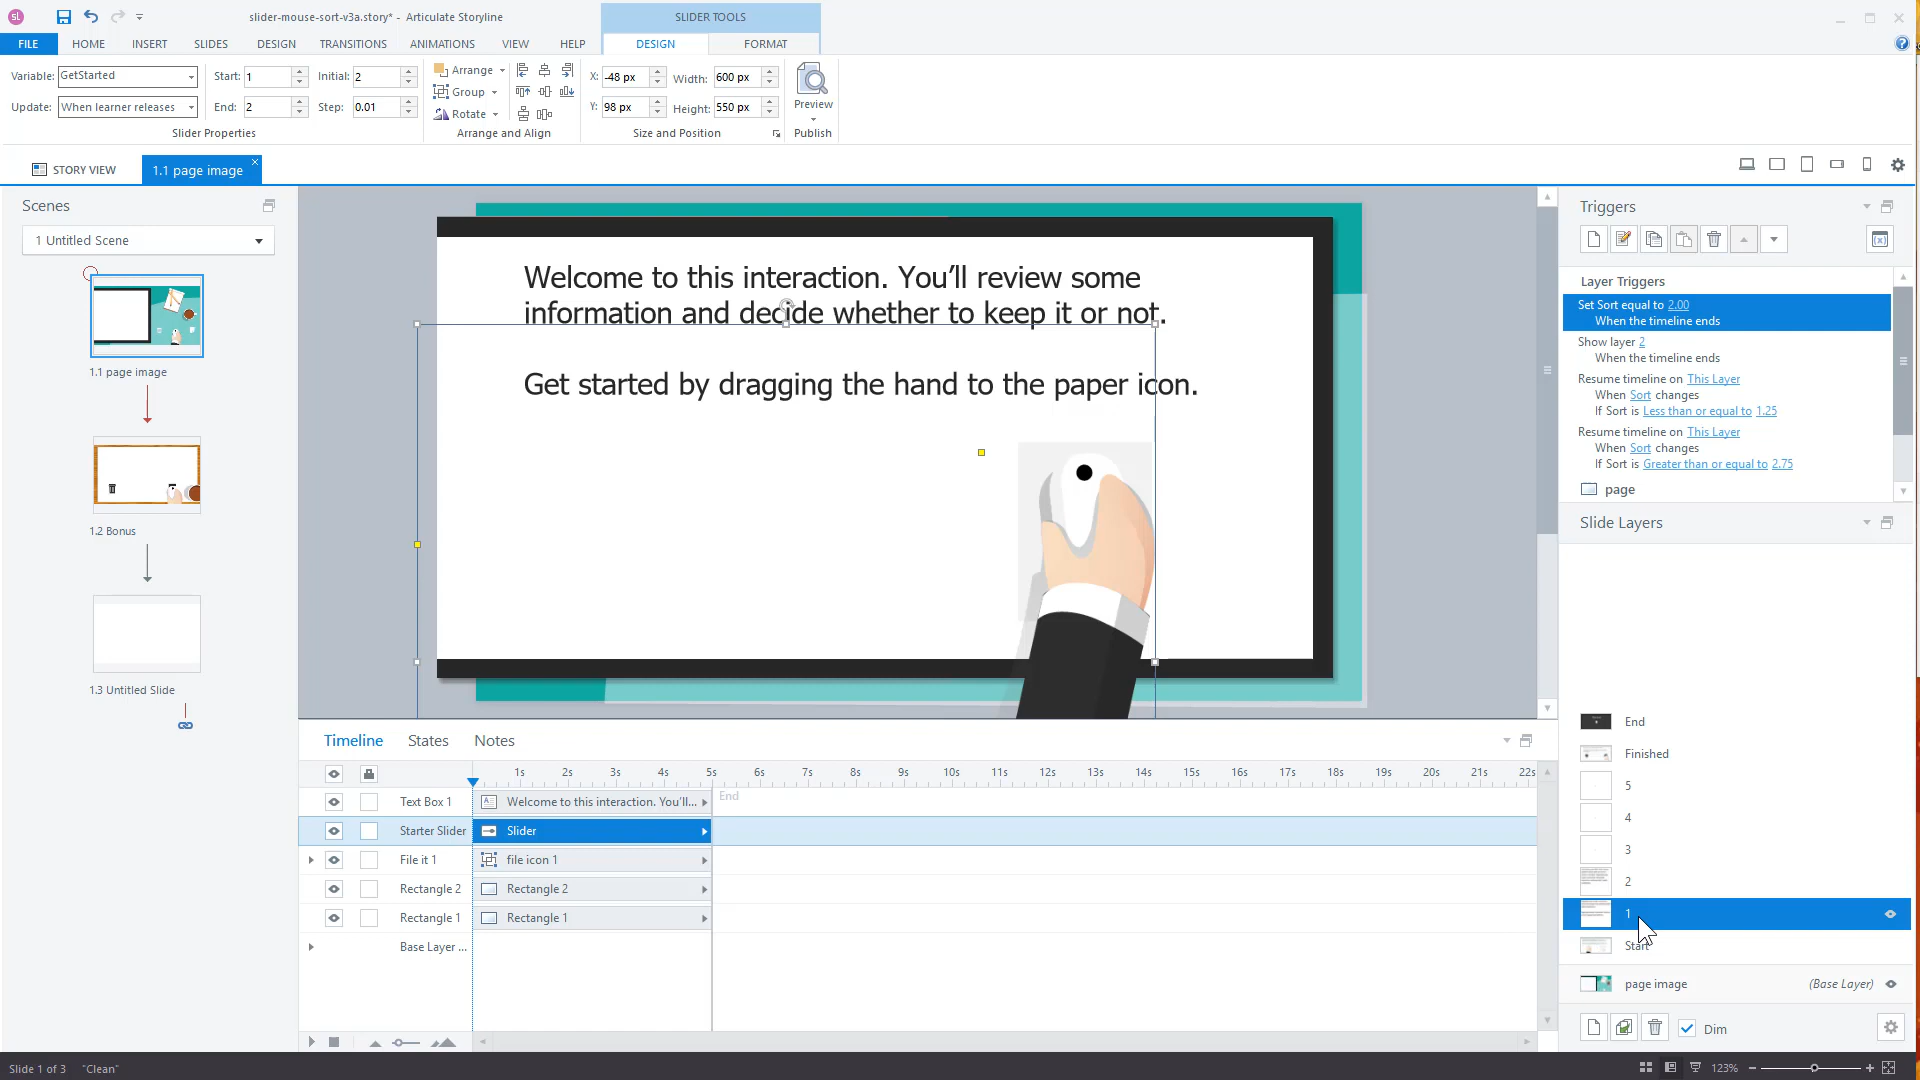 sl
slider-mouse-sort-v3a.story* - Articulate Storyline
SLIDER TOOLS
FILE
HOME
INSERT
SLIDES
DESIGN
TRANSITIONS
ANIMATIONS
VIEW
HELP
DESIGN
FORMAT
Variable: GetStarted
Update: When learner releases
Start: 1
End: 2
Initial: 2
Step: 0.01
Slider Properties
Arrange
Group
Rotate
Arrange and Align
X: -48 px
Y: 98 px
Width: 600 px
Height: 550 px
Size and Position
Preview
Publish
STORY VIEW
1.1 page image
Scenes
1 Untitled Scene
1.1 page image
1.2 Bonus
1.3 Untitled Slide
Welcome to this interaction. You’ll review some
information and decide whether to keep it or not.
Get started by dragging the hand to the paper icon.
Timeline
States
Notes
1s 2s 3s 4s 5s 6s 7s 8s 9s 10s 11s 12s 13s 14s 15s 16s 17s 18s 19s 20s 21s 22s
Text Box 1
Welcome to this interaction. You'll...
End
Starter Slider
Slider
File it 1
file icon 1
Rectangle 2
Rectangle 2
Rectangle 1
Rectangle 1
Base Layer ...
Triggers
Layer Triggers
Set Sort equal to 2.00
When the timeline ends
Show layer 2
When the timeline ends
Resume timeline on This Layer
When Sort changes
If Sort is Less than or equal to 1.25
Resume timeline on This Layer
When Sort changes
If Sort is Greater than or equal to 2.75
page
Slide Layers
End
Finished
5
4
3
2
1
Start
page image
(Base Layer)
Dim
Slide 1 of 3
"Clean"
123%